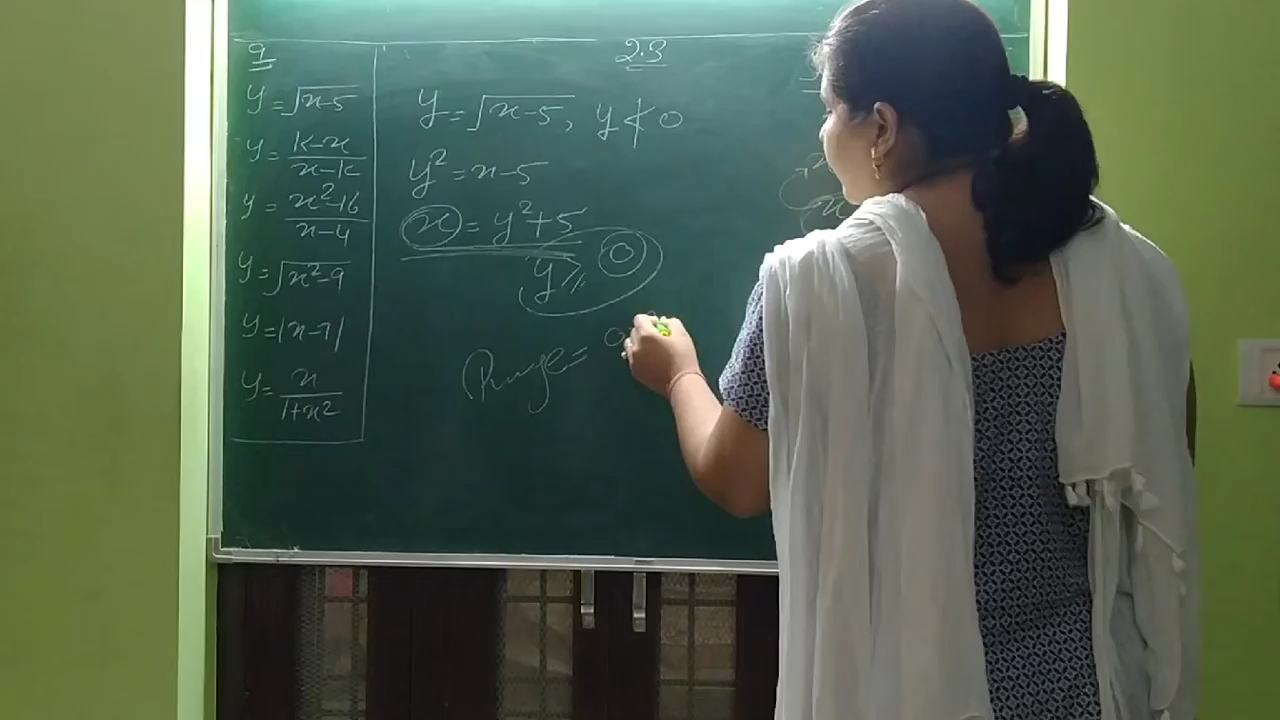 9
y = √x-5
y = k-x / x-k
y = x²-16 / x-4
y = √x²-9
y = |x-7|
y = x / 1+x²
2.3
y = √x-5, y ≮ 0
y² = x-5
x = y²+5
y ≥ 0
Range =